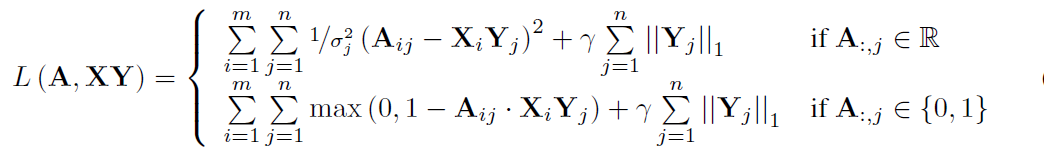 L (A, XY) = { ∑_{i=1}^{m} ∑_{j=1}^{n} 1/σ_j^2 (A_{ij} − X_i Y_j)^2 + γ ∑_{j=1}^{n} ||Y_j||_1 if A_{:,j} ∈ ℝ
∑_{i=1}^{m} ∑_{j=1}^{n} max (0, 1 − A_{ij} · X_i Y_j) + γ ∑_{j=1}^{n} ||Y_j||_1 if A_{:,j} ∈ {0, 1}